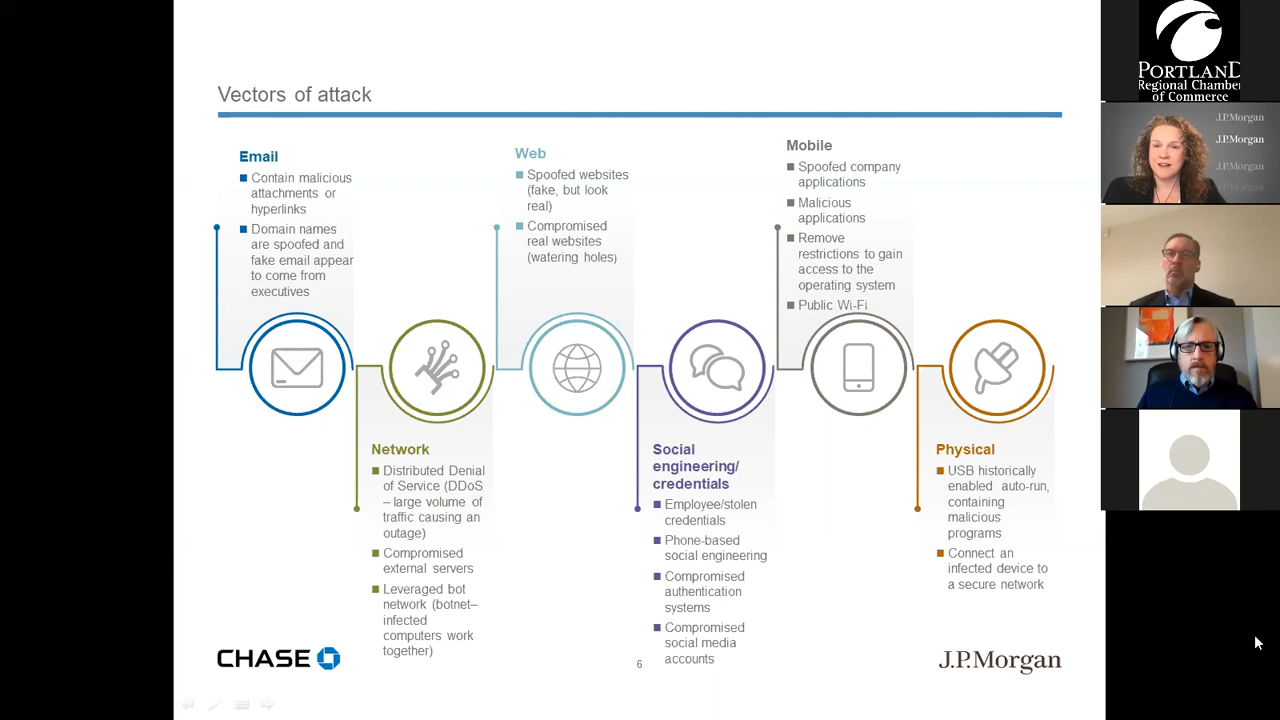 Vectors of attack
Email
Contain malicious
attachments or
hyperlinks
Domain names
are spoofed and
fake email appear
to come from
executives
Network
Distributed Denial
of Service (DDoS
– large volume of
traffic causing an
outage)
Compromised
external servers
Leveraged bot
network (botnet–
infected
computers work
together)
Web
Spoofed websites
(fake, but look
real)
Compromised
real websites
(watering holes)
Social
engineering/
credentials
Employee/stolen
credentials
Phone-based
social engineering
Compromised
authentication
systems
Compromised
social media
accounts
Mobile
Spoofed company
applications
Malicious
applications
Remove
restrictions to gain
access to the
operating system
Public Wi-Fi
Physical
USB historically
enabled auto-run,
containing
malicious
programs
Connect an
infected device to
a secure network
CHASE
6
J.P.Morgan
PORTLAND
Regional Chamber
of Commerce
J.P.Morgan
J.P.Morgan
J.P.Morgan
J.P.Morgan